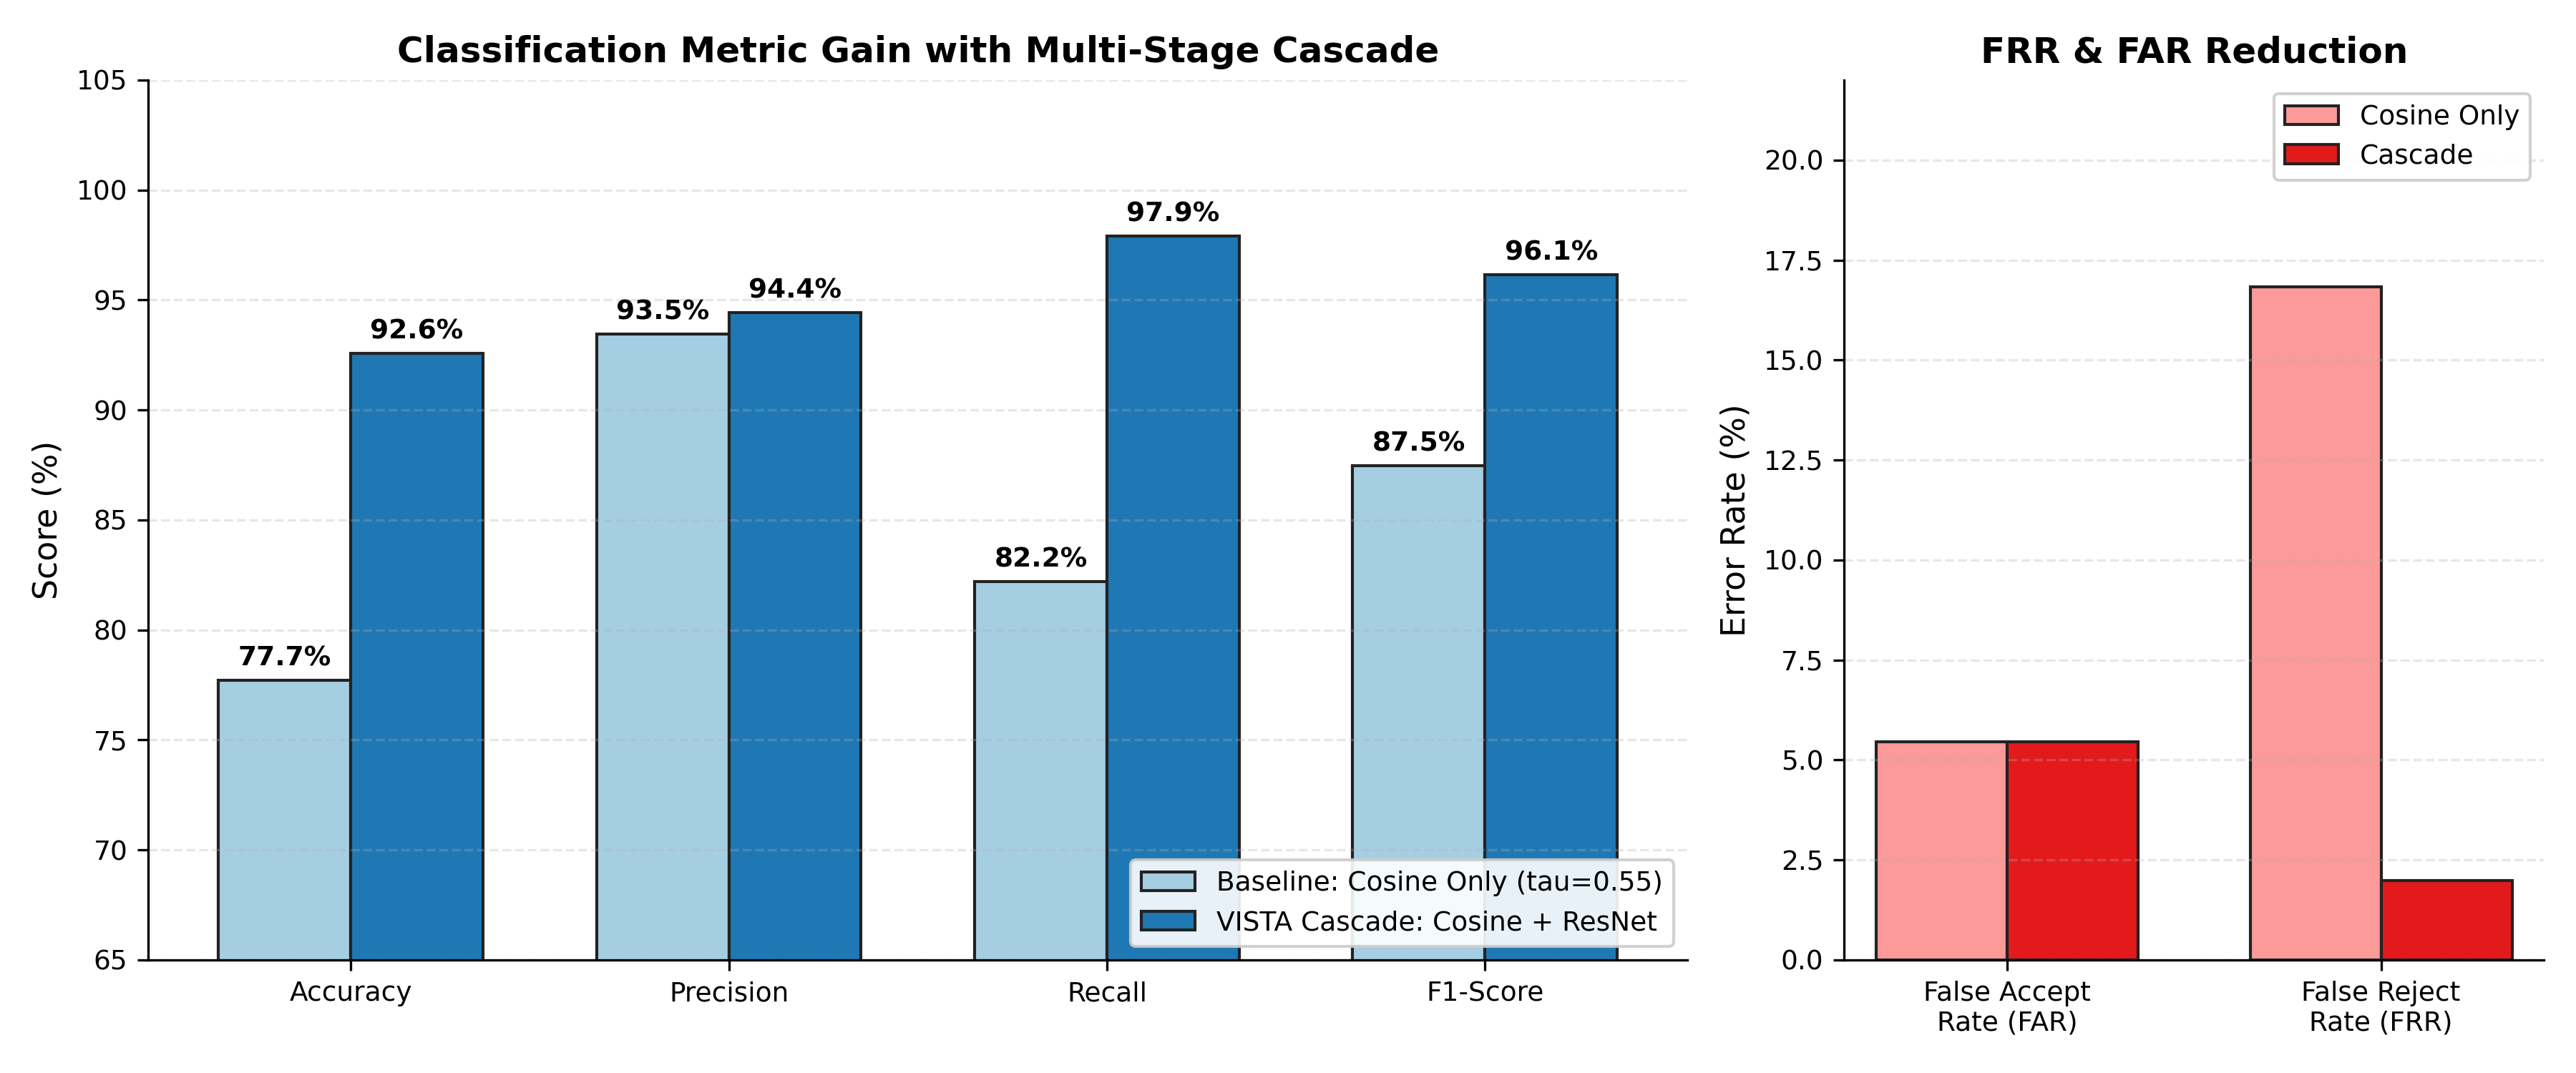 Classification Metric Gain with Multi-Stage Cascade
Score (%)
105
100
95
90
85
80
75
70
65
77.7%
92.6%
93.5%
94.4%
82.2%
97.9%
87.5%
96.1%
Accuracy
Precision
Recall
F1-Score
Baseline: Cosine Only (tau=0.55)
VISTA Cascade: Cosine + ResNet
FRR & FAR Reduction
Error Rate (%)
20.0
17.5
15.0
12.5
10.0
7.5
5.0
2.5
0.0
Cosine Only
Cascade
False Accept
Rate (FAR)
False Reject
Rate (FRR)